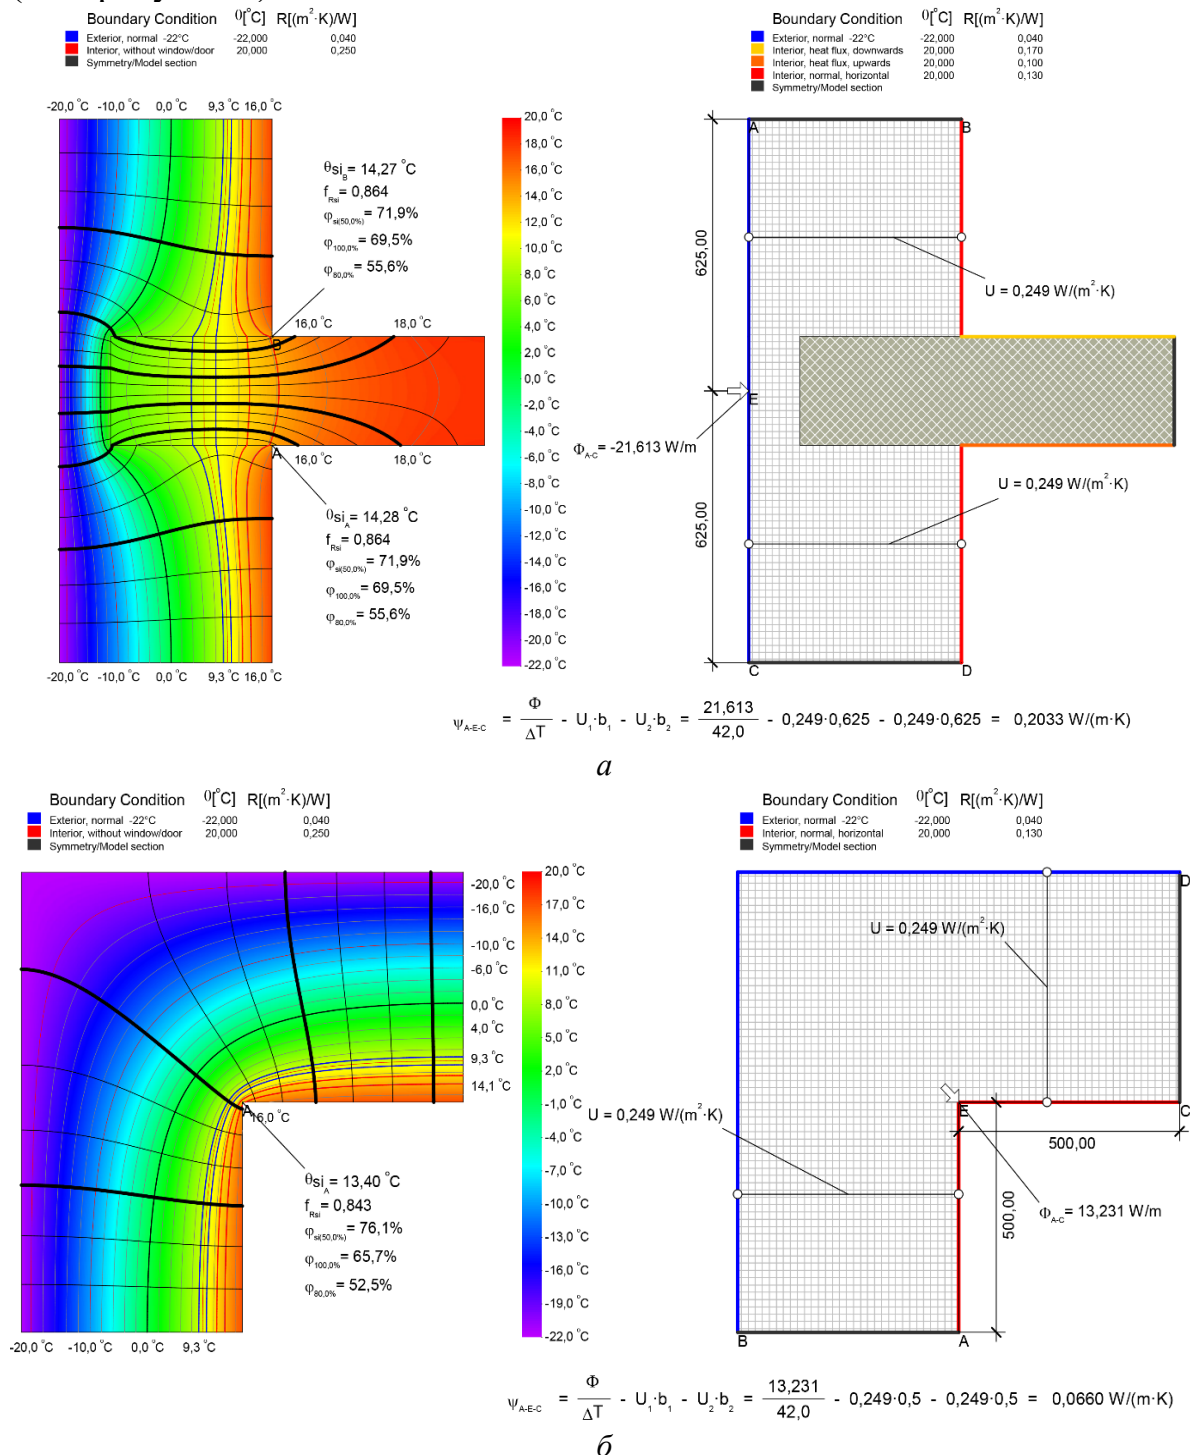 Boundary Condition θ[°C] R[(m²·K)/W]
Exterior, normal -22°C -22,000 0,040
Interior, without window/door 20,000 0,250
Symmetry/Model section
Boundary Condition θ[°C] R[(m²·K)/W]
Exterior, normal -22°C -22,000 0,040
Interior, heat flux, downwards 20,000 0,170
Interior, heat flux, upwards 20,000 0,100
Interior, normal, horizontal 20,000 0,130
Symmetry/Model section
-20,0 °C -10,0 °C 0,0 °C 9,3 °C 16,0 °C
θsi_B = 14,27 °C
f_Rsi = 0,864
φ_si(50,0%) = 71,9%
φ_100,0% = 69,5%
φ_80,0% = 55,6%
16,0 °C 18,0 °C
B
A
16,0 °C 18,0 °C
θsi_A = 14,28 °C
f_Rsi = 0,864
φ_si(50,0%) = 71,9%
φ_100,0% = 69,5%
φ_80,0% = 55,6%
-20,0 °C -10,0 °C 0,0 °C 9,3 °C 16,0 °C
20,0 °C
18,0 °C
16,0 °C
14,0 °C
12,0 °C
10,0 °C
8,0 °C
6,0 °C
4,0 °C
2,0 °C
0,0 °C
-2,0 °C
-4,0 °C
-6,0 °C
-8,0 °C
-10,0 °C
-12,0 °C
-14,0 °C
-16,0 °C
-18,0 °C
-20,0 °C
-22,0 °C
A B
625,00
U = 0,249 W/(m²·K)
E
Φ_A-C = -21,613 W/m
U = 0,249 W/(m²·K)
625,00
C D
ψ_A-E-C = Φ/ΔT - U₁·b₁ - U₂·b₂ = 21,613/42,0 - 0,249·0,625 - 0,249·0,625 = 0,2033 W/(m·K)
а
Boundary Condition θ[°C] R[(m²·K)/W]
Exterior, normal -22°C -22,000 0,040
Interior, without window/door 20,000 0,250
Symmetry/Model section
Boundary Condition θ[°C] R[(m²·K)/W]
Exterior, normal -22°C -22,000 0,040
Interior, normal, horizontal 20,000 0,130
Symmetry/Model section
-20,0 °C
-16,0 °C
-10,0 °C
-6,0 °C
0,0 °C
4,0 °C
9,3 °C
14,1 °C
A 16,0 °C
θsi_A = 13,40 °C
f_Rsi = 0,843
φ_si(50,0%) = 76,1%
φ_100,0% = 65,7%
φ_80,0% = 52,5%
-20,0 °C -10,0 °C 0,0 °C 9,3 °C
20,0 °C
17,0 °C
14,0 °C
11,0 °C
8,0 °C
5,0 °C
2,0 °C
-1,0 °C
-4,0 °C
-7,0 °C
-10,0 °C
-13,0 °C
-16,0 °C
-19,0 °C
-22,0 °C
D
U = 0,249 W/(m²·K)
U = 0,249 W/(m²·K)
E C
500,00
500,00
Φ_A-C = 13,231 W/m
B A
ψ_A-E-C = Φ/ΔT - U₁·b₁ - U₂·b₂ = 13,231/42,0 - 0,249·0,5 - 0,249·0,5 = 0,0660 W/(m·K)
б